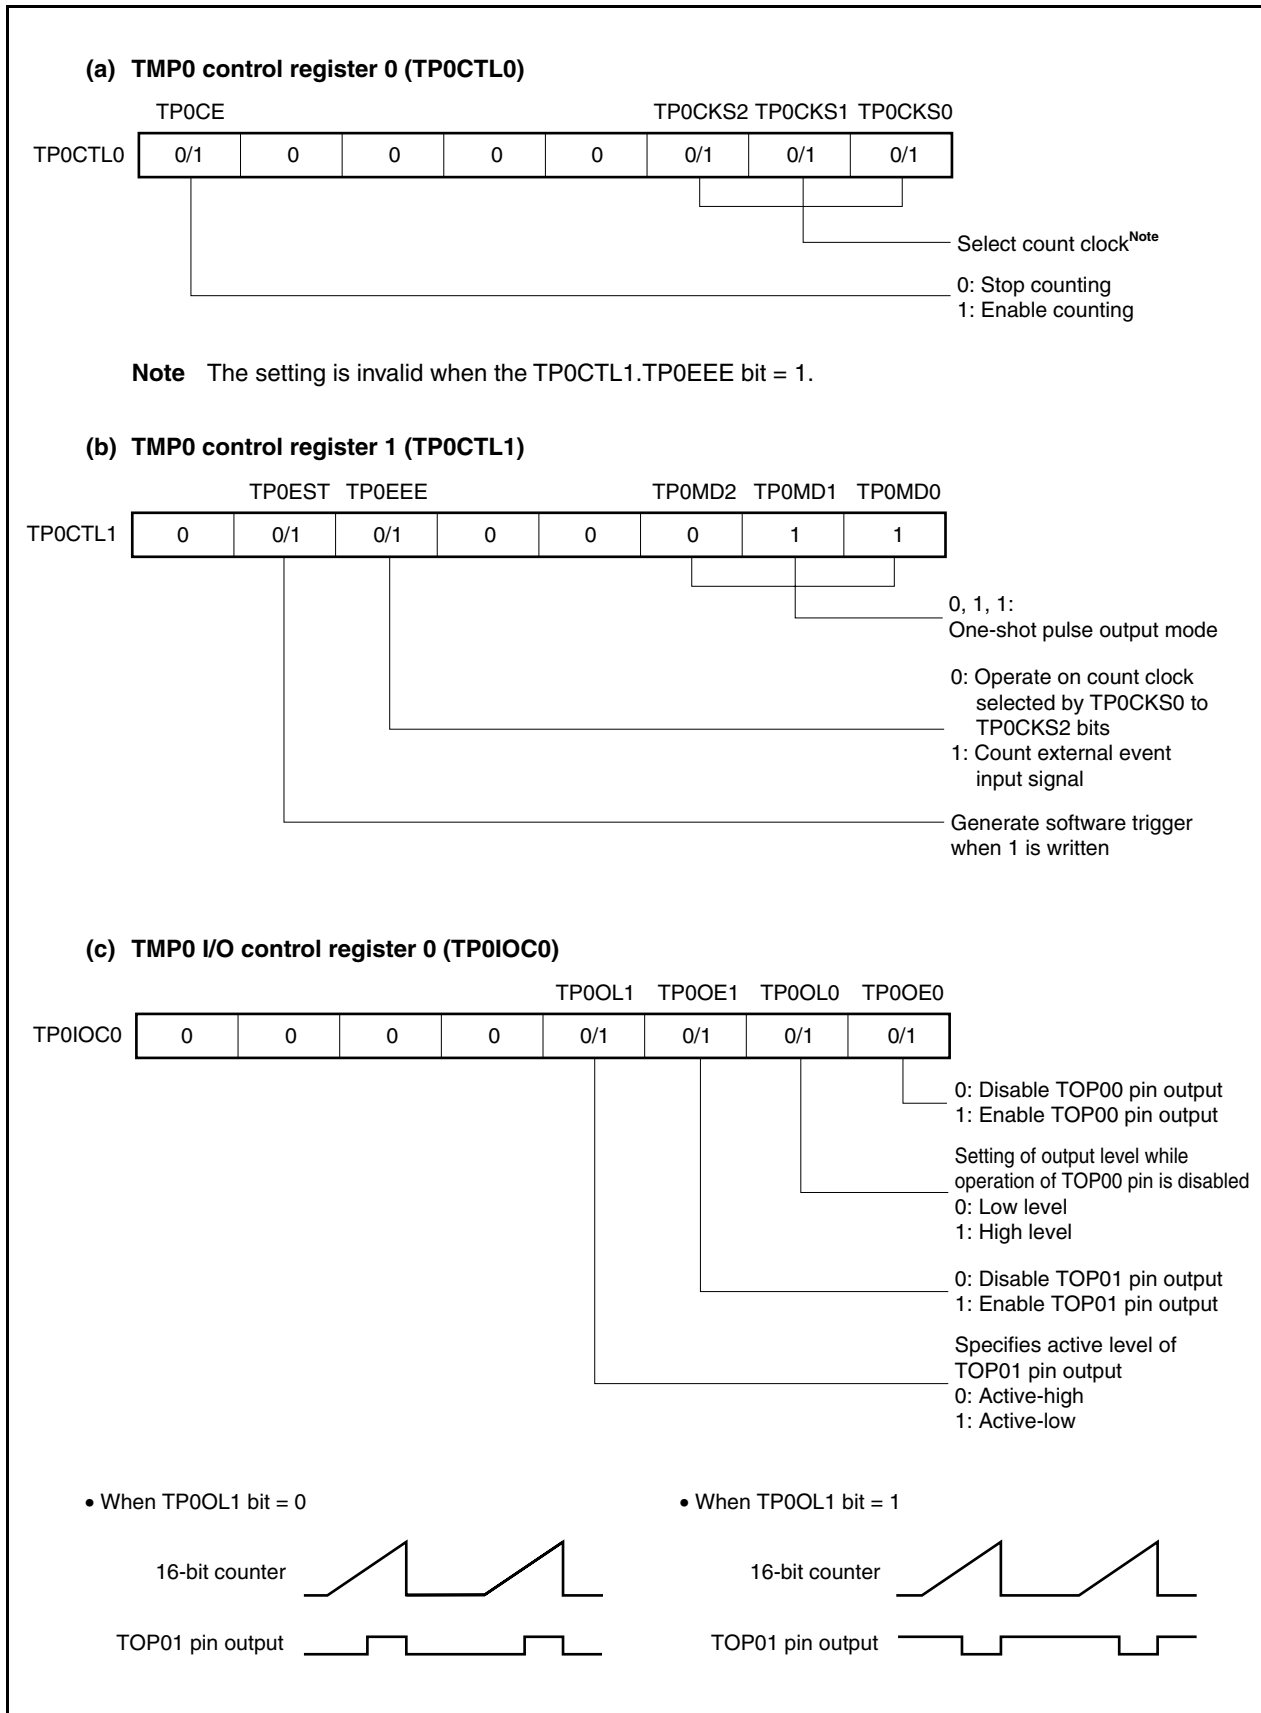 (a) TMP0 control register 0 (TP0CTL0)
TP0CE TP0CKS2 TP0CKS1 TP0CKS0
TP0CTL0 0/1 0 0 0 0 0/1 0/1 0/1
Select count clockNote
0: Stop counting
1: Enable counting
Note The setting is invalid when the TP0CTL1.TP0EEE bit = 1.
(b) TMP0 control register 1 (TP0CTL1)
TP0EST TP0EEE TP0MD2 TP0MD1 TP0MD0
TP0CTL1 0 0/1 0/1 0 0 0 1 1
0, 1, 1:
One-shot pulse output mode
0: Operate on count clock
selected by TP0CKS0 to
TP0CKS2 bits
1: Count external event
input signal
Generate software trigger
when 1 is written
(c) TMP0 I/O control register 0 (TP0IOC0)
TP0OL1 TP0OE1 TP0OL0 TP0OE0
TP0IOC0 0 0 0 0 0/1 0/1 0/1 0/1
0: Disable TOP00 pin output
1: Enable TOP00 pin output
Setting of output level while
operation of TOP00 pin is disabled
0: Low level
1: High level
0: Disable TOP01 pin output
1: Enable TOP01 pin output
Specifies active level of
TOP01 pin output
0: Active-high
1: Active-low
• When TP0OL1 bit = 0 • When TP0OL1 bit = 1
16-bit counter 16-bit counter
TOP01 pin output TOP01 pin output